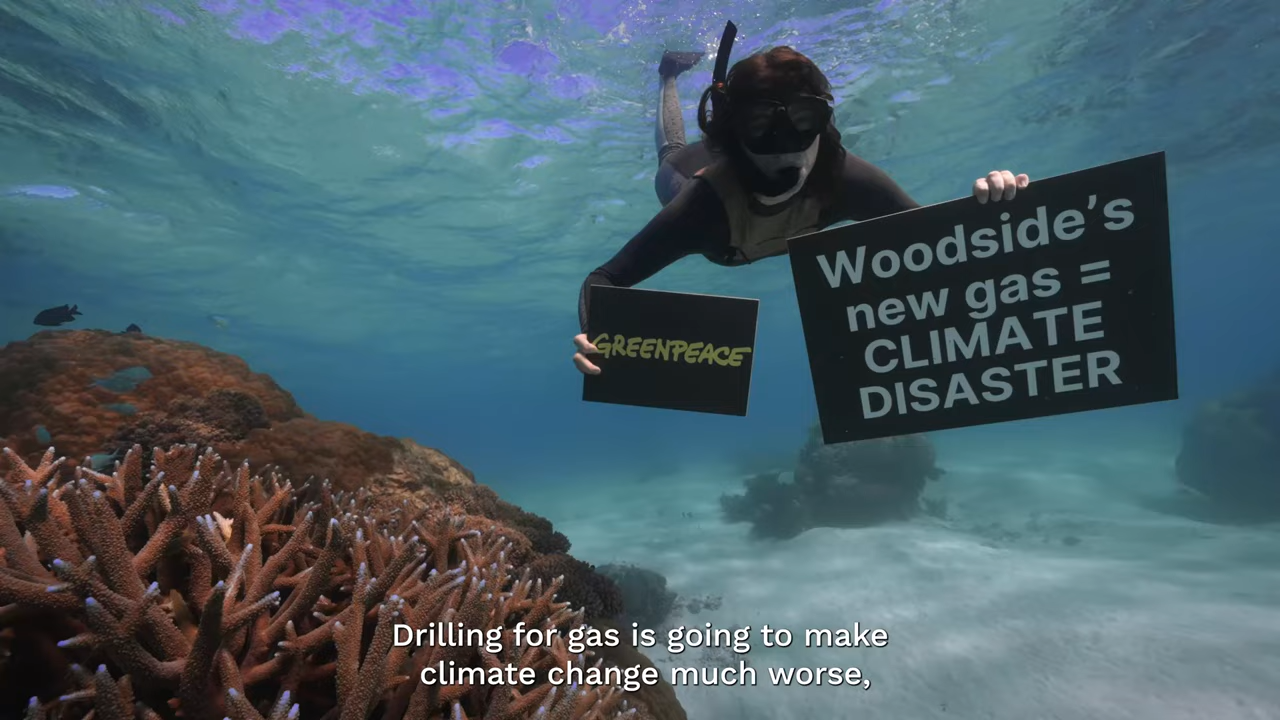 GREENPEACE
Woodside's
new gas =
CLIMATE
DISASTER
Drilling for gas is going to make
climate change much worse,